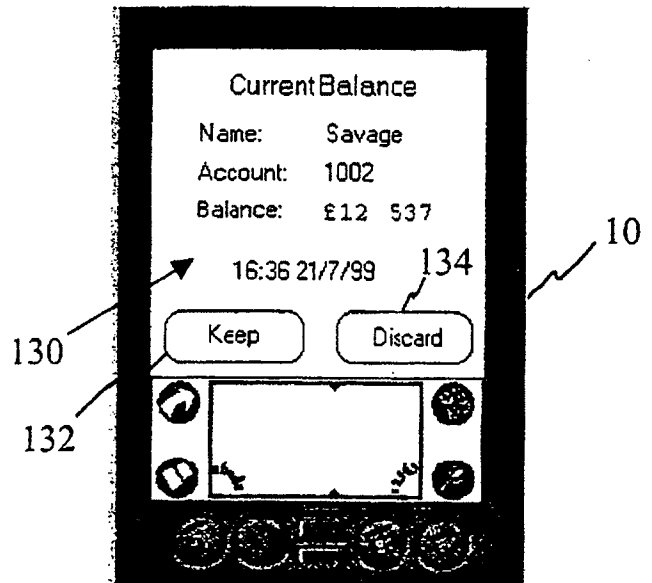 Current Balance
Name: Savage
Account: 1002
Balance: £12 537
16:36 21/7/99
134
10
Keep
Discard
130
132